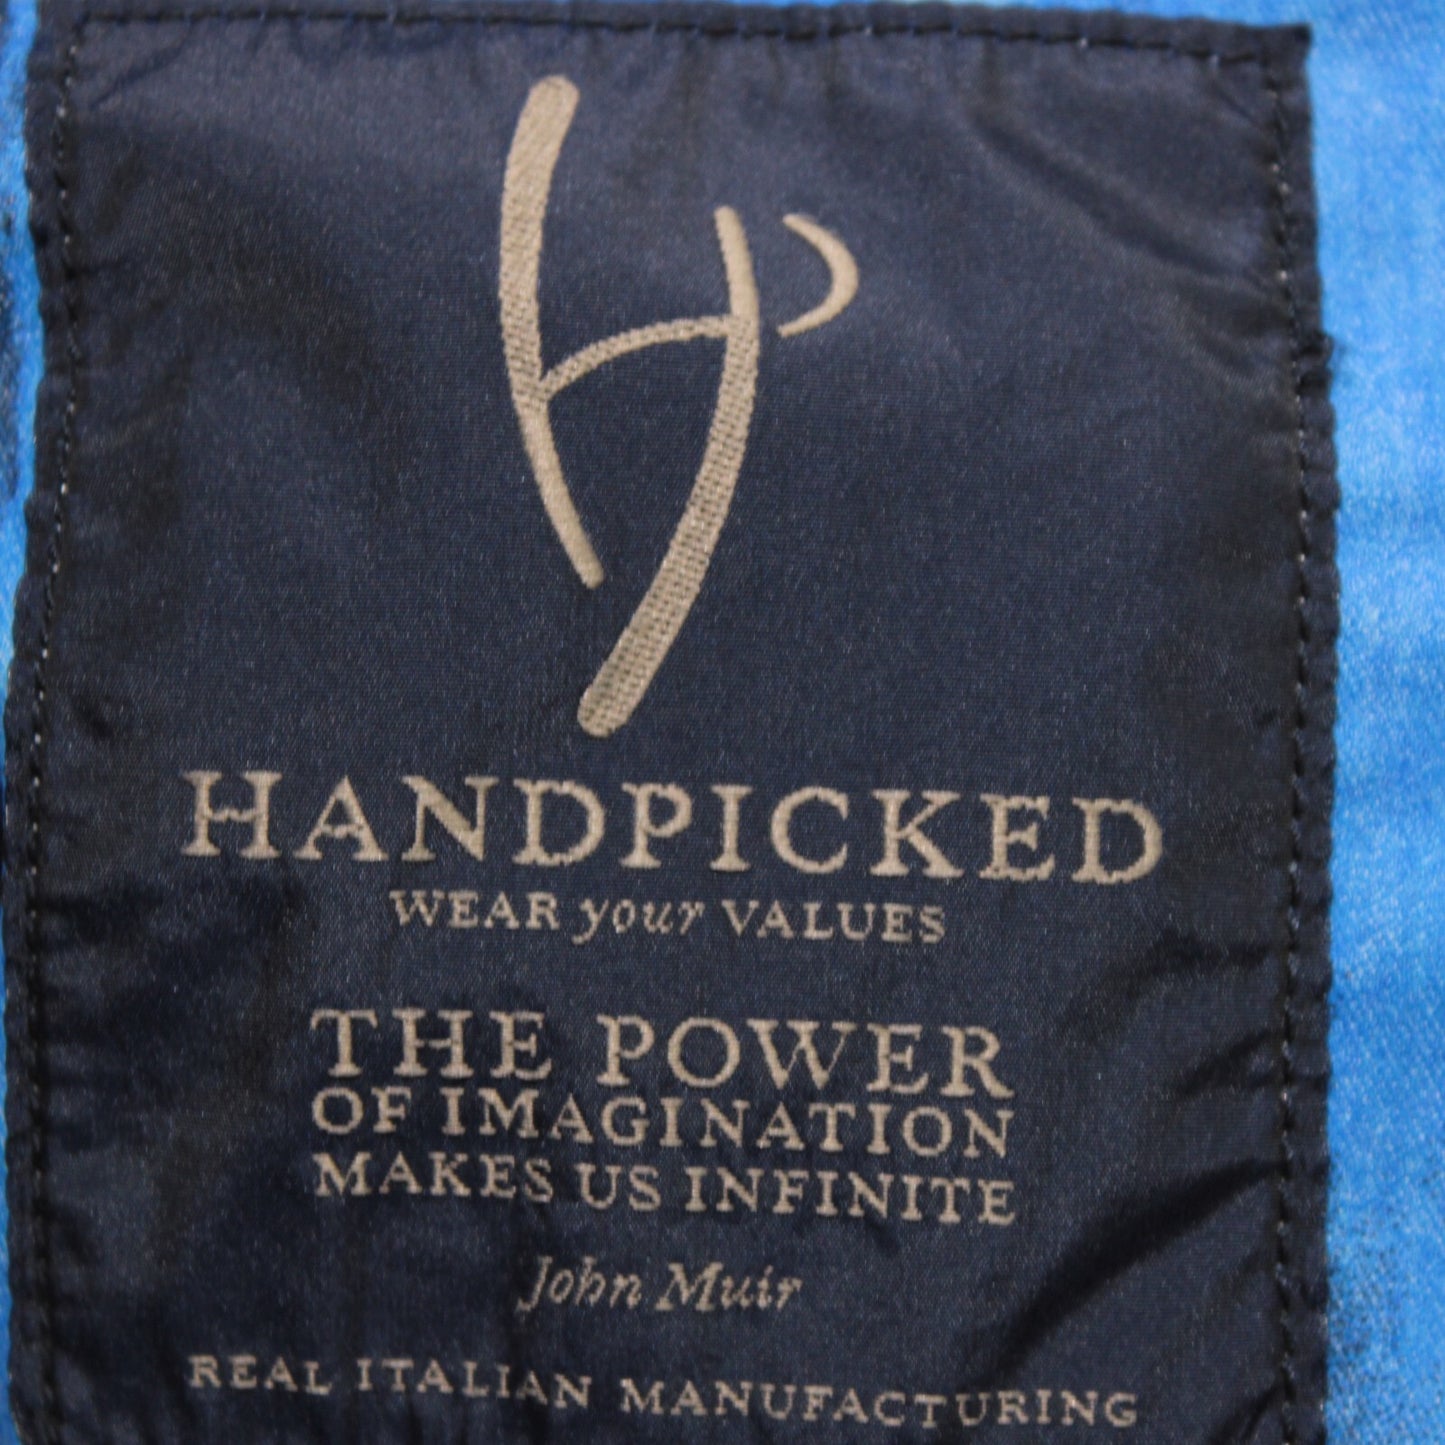 HANDPICKED
WEAR your VALUES
THE POWER
OF IMAGINATION
MAKES US INFINITE
John Muir
REAL ITALIAN MANUFACTURING